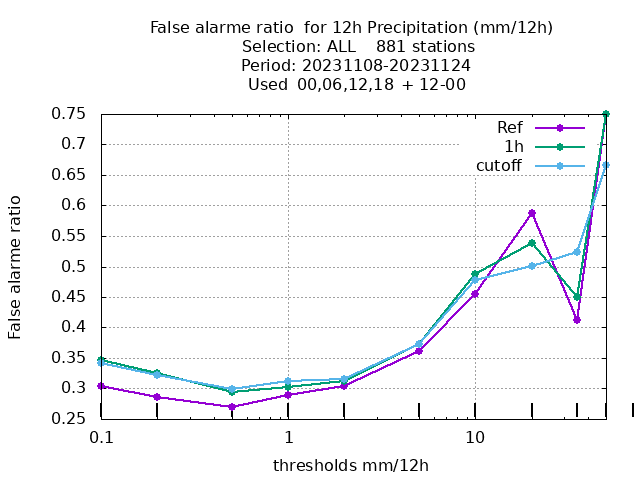 False alarme ratio  for 12h Precipitation (mm/12h)
Selection: ALL    881 stations
Period: 20231108-20231124
Used  00,06,12,18  + 12-00
Ref
1h
cutoff
False alarme ratio
0.75
0.7
0.65
0.6
0.55
0.5
0.45
0.4
0.35
0.3
0.25
0.1
1
10
thresholds mm/12h